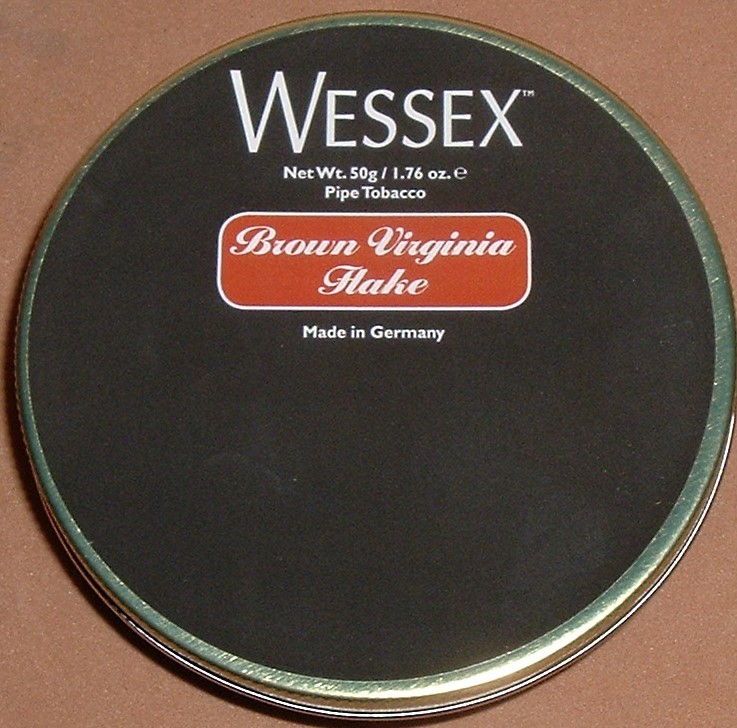 WESSEX™
Net Wt. 50g / 1.76 oz. ℮
Pipe Tobacco
Brown Virginia
Flake
Made in Germany